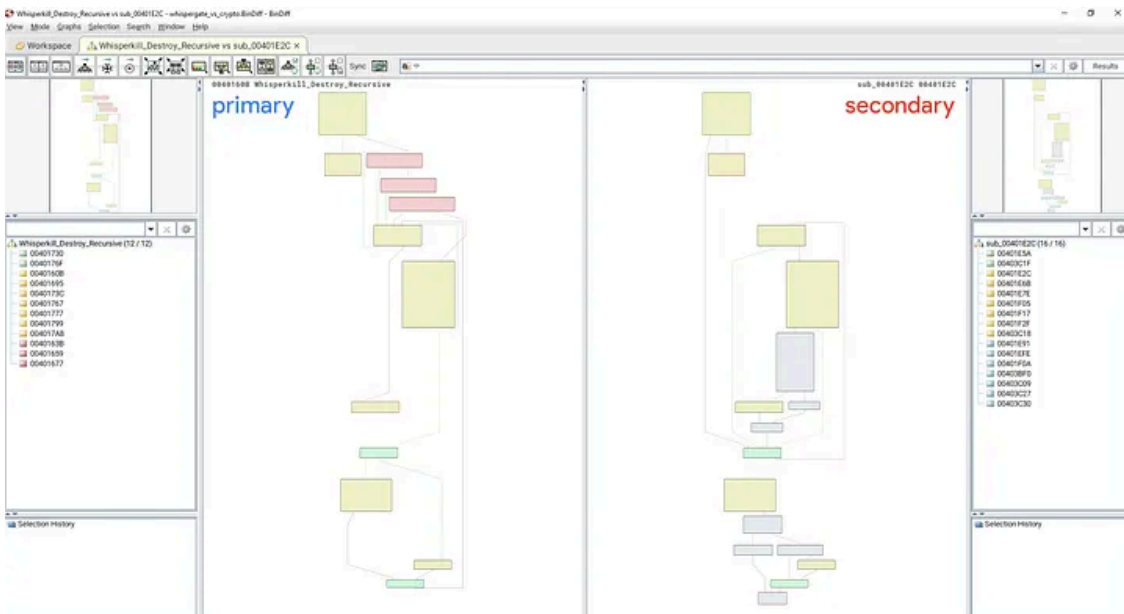 Whisperkill_Destroy_Recursive vs sub_00401E2C - whispergate_vs_crypto.BinDiff - BinDiff
View Mode Graphs Selection Search Window Help
Workspace Whisperkill_Destroy_Recursive vs sub_00401E2C
Sync Results
0040160B Whisperkill_Destroy_Recursive
sub_00401E2C 00401E2C
primary
secondary
Whisperkill_Destroy_Recursive (12 / 12)
00401730
0040176F
0040160B
00401695
0040173C
00401767
00401777
00401799
004017A8
0040163B
00401659
00401677
Selection History
sub_00401E2C (16 / 16)
00401E5A
00403C1F
00401E2C
00401E6B
00401E7E
00401F05
00401F17
00401F2F
00403C18
00401E91
00401EFE
00401F0A
00403BF0
00403C09
00403C27
00403C30
Selection History